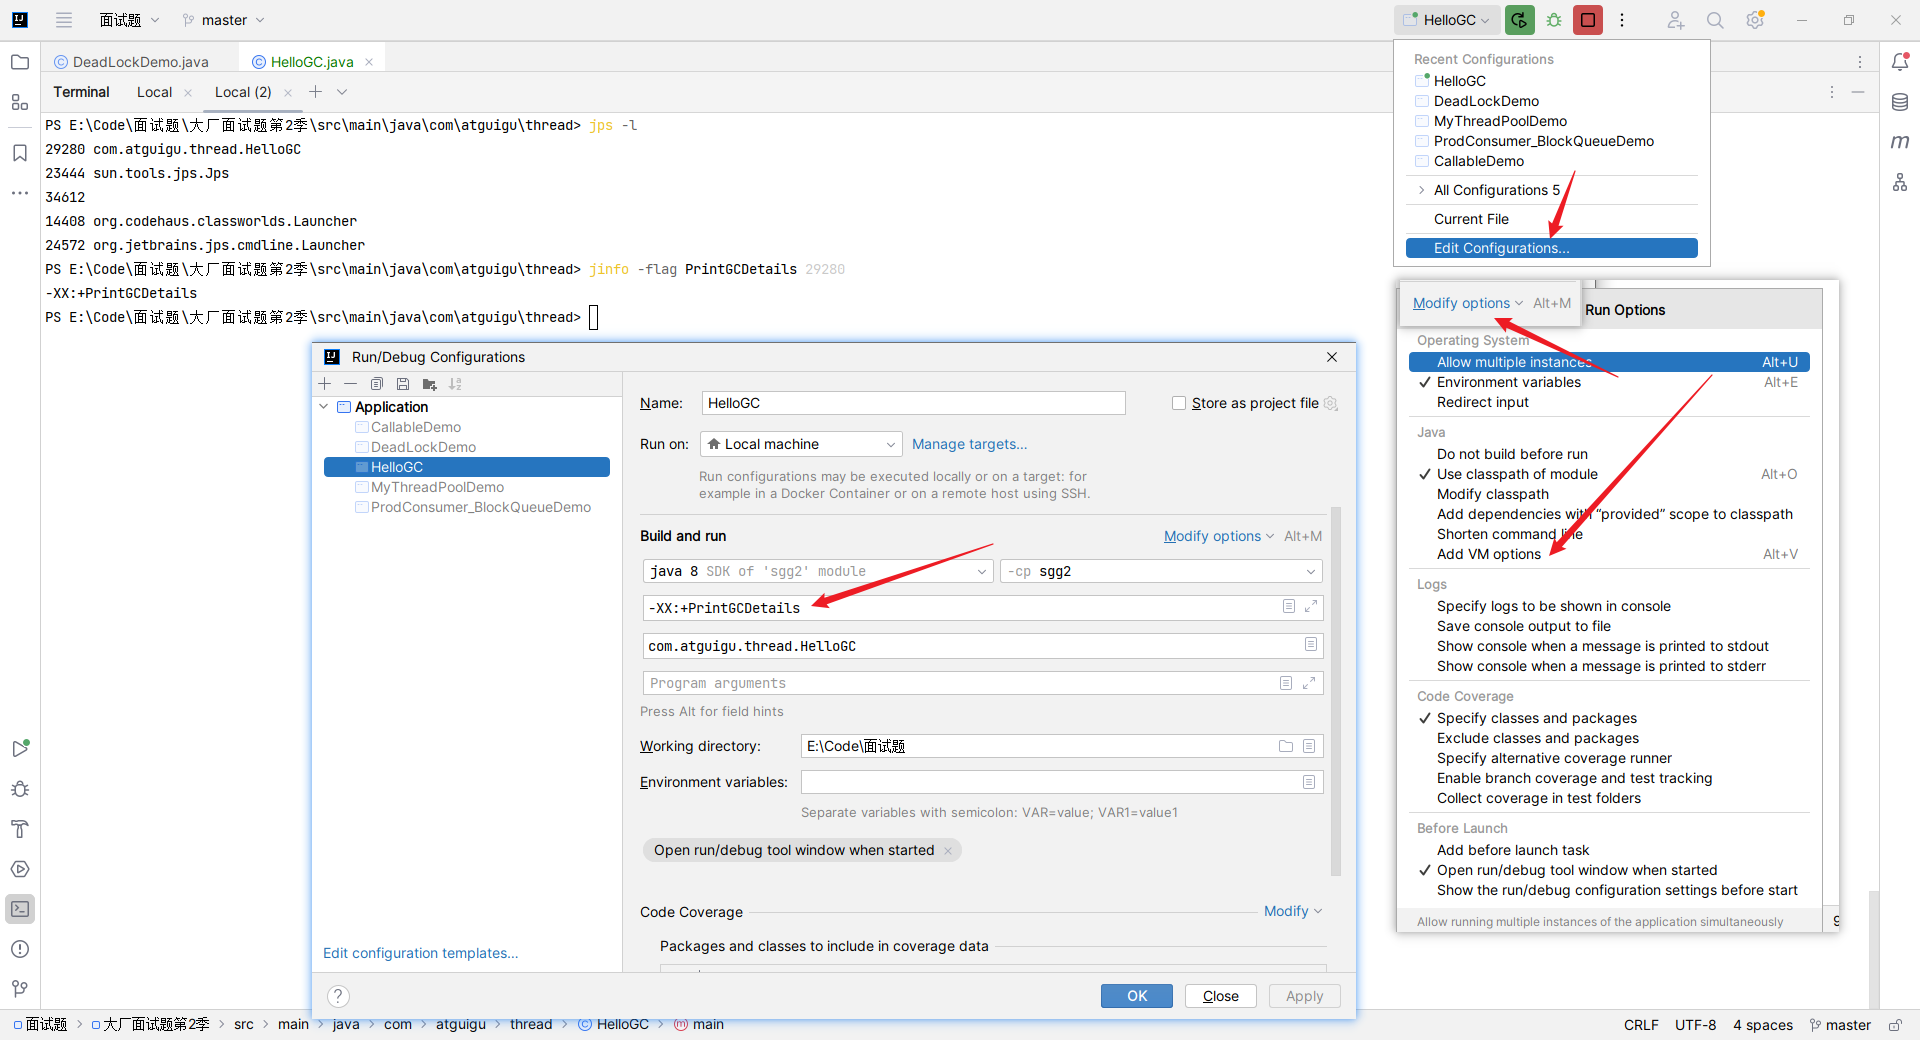 面试题
master
HelloGC
DeadLockDemo.java
HelloGC.java
Terminal
Local
Local (2)
PS E:\Code\面试题\大厂面试题第2季\src\main\java\com\atguigu\thread> jps -l
29280 com.atguigu.thread.HelloGC
23444 sun.tools.jps.Jps
34612
14408 org.codehaus.classworlds.Launcher
24572 org.jetbrains.jps.cmdline.Launcher
PS E:\Code\面试题\大厂面试题第2季\src\main\java\com\atguigu\thread> jinfo -flag PrintGCDetails 29280
-XX:+PrintGCDetails
PS E:\Code\面试题\大厂面试题第2季\src\main\java\com\atguigu\thread>
Recent Configurations
HelloGC
DeadLockDemo
MyThreadPoolDemo
ProdConsumer_BlockQueueDemo
CallableDemo
All Configurations 5
Current File
Edit Configurations...
Run/Debug Configurations
Application
CallableDemo
DeadLockDemo
HelloGC
MyThreadPoolDemo
ProdConsumer_BlockQueueDemo
Edit configuration templates...
Name: HelloGC
Store as project file
Run on: Local machine
Manage targets...
Run configurations may be executed locally or on a target: for
example in a Docker Container or on a remote host using SSH.
Build and run
Modify options Alt+M
java 8 SDK of 'sgg2' module
-cp sgg2
-XX:+PrintGCDetails
com.atguigu.thread.HelloGC
Program arguments
Press Alt for field hints
Working directory: E:\Code\面试题
Environment variables:
Separate variables with semicolon: VAR=value; VAR1=value1
Open run/debug tool window when started
Code Coverage
Modify
Packages and classes to include in coverage data
OK
Close
Apply
Modify options Alt+M
Run Options
Operating System
Allow multiple instances Alt+U
Environment variables Alt+E
Redirect input
Java
Do not build before run
Use classpath of module Alt+O
Modify classpath
Add dependencies with “provided” scope to classpath
Shorten command line
Add VM options Alt+V
Logs
Specify logs to be shown in console
Save console output to file
Show console when a message is printed to stdout
Show console when a message is printed to stderr
Code Coverage
Specify classes and packages
Exclude classes and packages
Specify alternative coverage runner
Enable branch coverage and test tracking
Collect coverage in test folders
Before Launch
Add before launch task
Open run/debug tool window when started
Show the run/debug configuration settings before start
Allow running multiple instances of the application simultaneously
面试题 > 大厂面试题第2季 > src > main > java > com > atguigu > thread > HelloGC > main
CRLF UTF-8 4 spaces master